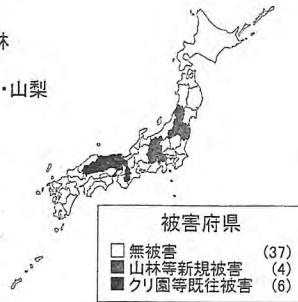 林
・山梨
被害府県
□ 無被害 (37)
■ 山林等新規被害 (4)
■ クリ園等既往被害 (6)